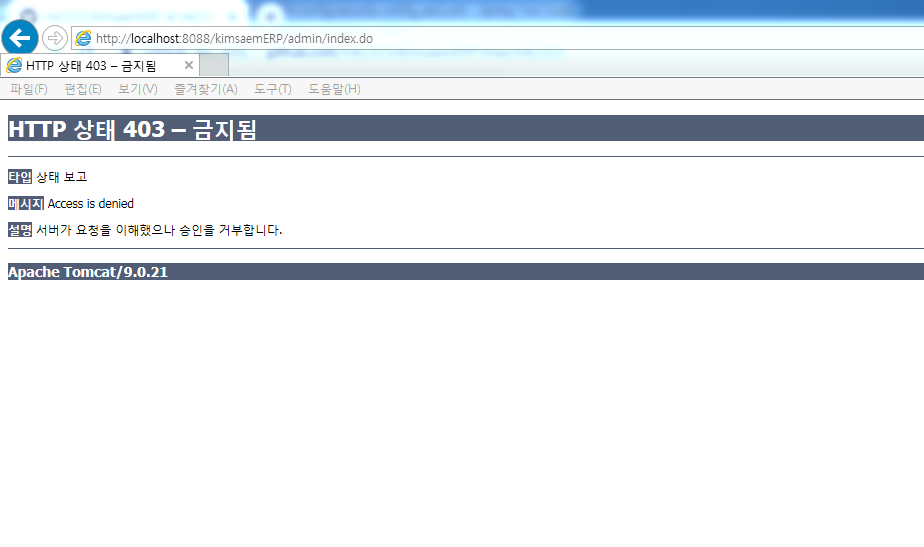 http://localhost:8088/kimsaemERP/admin/index.do
HTTP 상태 403 – 금지됨
파일(F) 편집(E) 보기(V) 즐겨찾기(A) 도구(T) 도움말(H)
HTTP 상태 403 – 금지됨
타입 상태 보고
메시지 Access is denied
설명 서버가 요청을 이해했으나 승인을 거부합니다.
Apache Tomcat/9.0.21